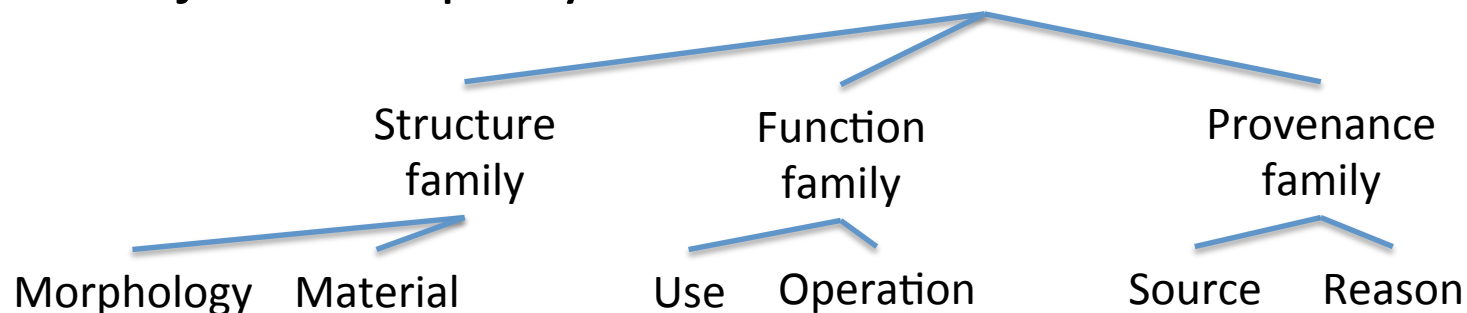 Structure family
Function family
Provenance family
Morphology Material Use Operation Source Reason